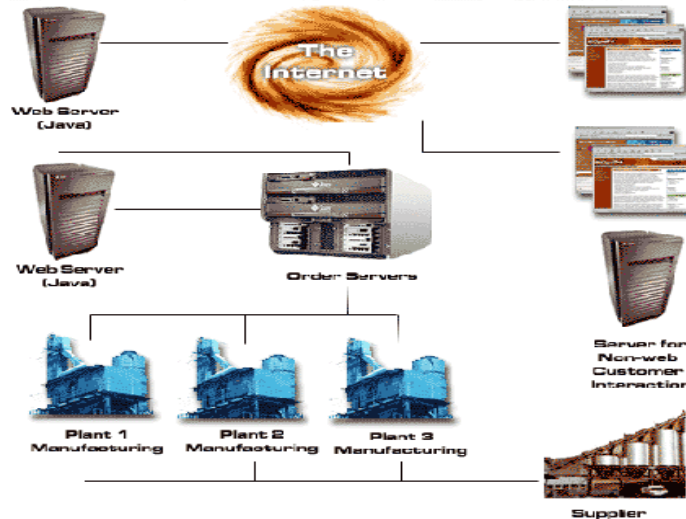 The
Internet
Web Server
(Java)
Web Server
(Java)
Order Servers
Server for
Non-web
Customer
Interaction
Plant 1
Manufacturing
Plant 2
Manufacturing
Plant 3
Manufacturing
Supplier